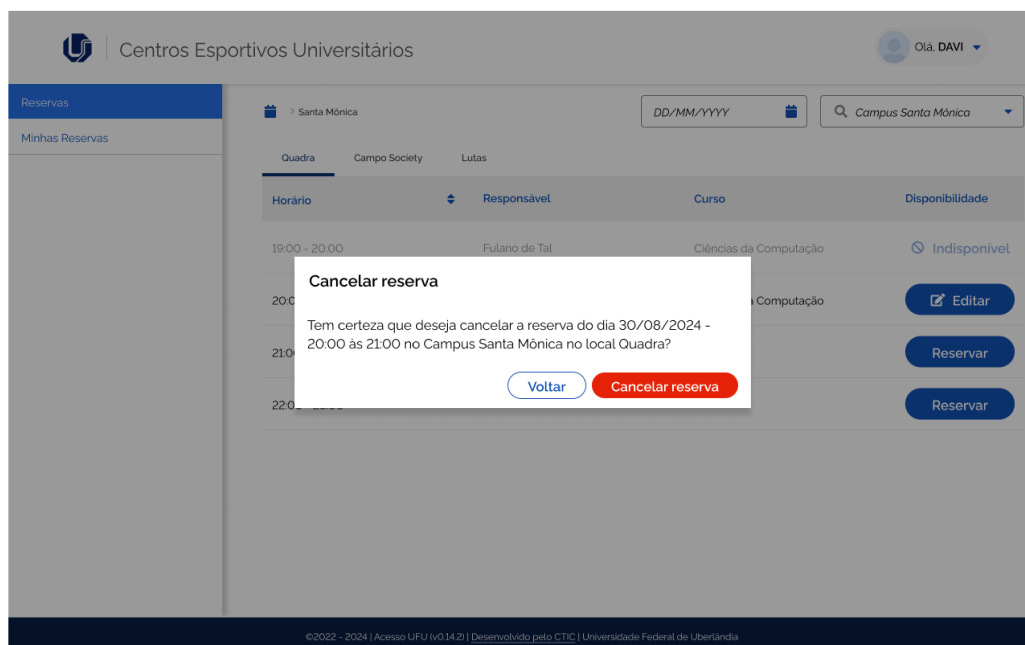 Centros Esportivos Universitários
Olá, DAVI
Reservas
Minhas Reservas
> Santa Mônica
DD/MM/YYYY
Campus Santa Mônica
Quadra Campo Society Lutas
Horário Responsável Curso Disponibilidade
19:00 - 20:00 Fulano de Tal Ciências da Computação Indisponível
Computação Editar
Reservar
Reservar
Cancelar reserva
Tem certeza que deseja cancelar a reserva do dia 30/08/2024 -
20:00 às 21:00 no Campus Santa Mônica no local Quadra?
Voltar Cancelar reserva
©2022 - 2024 | Acesso UFU (v0.14.2) | Desenvolvido pelo CTIC | Universidade Federal de Uberlândia